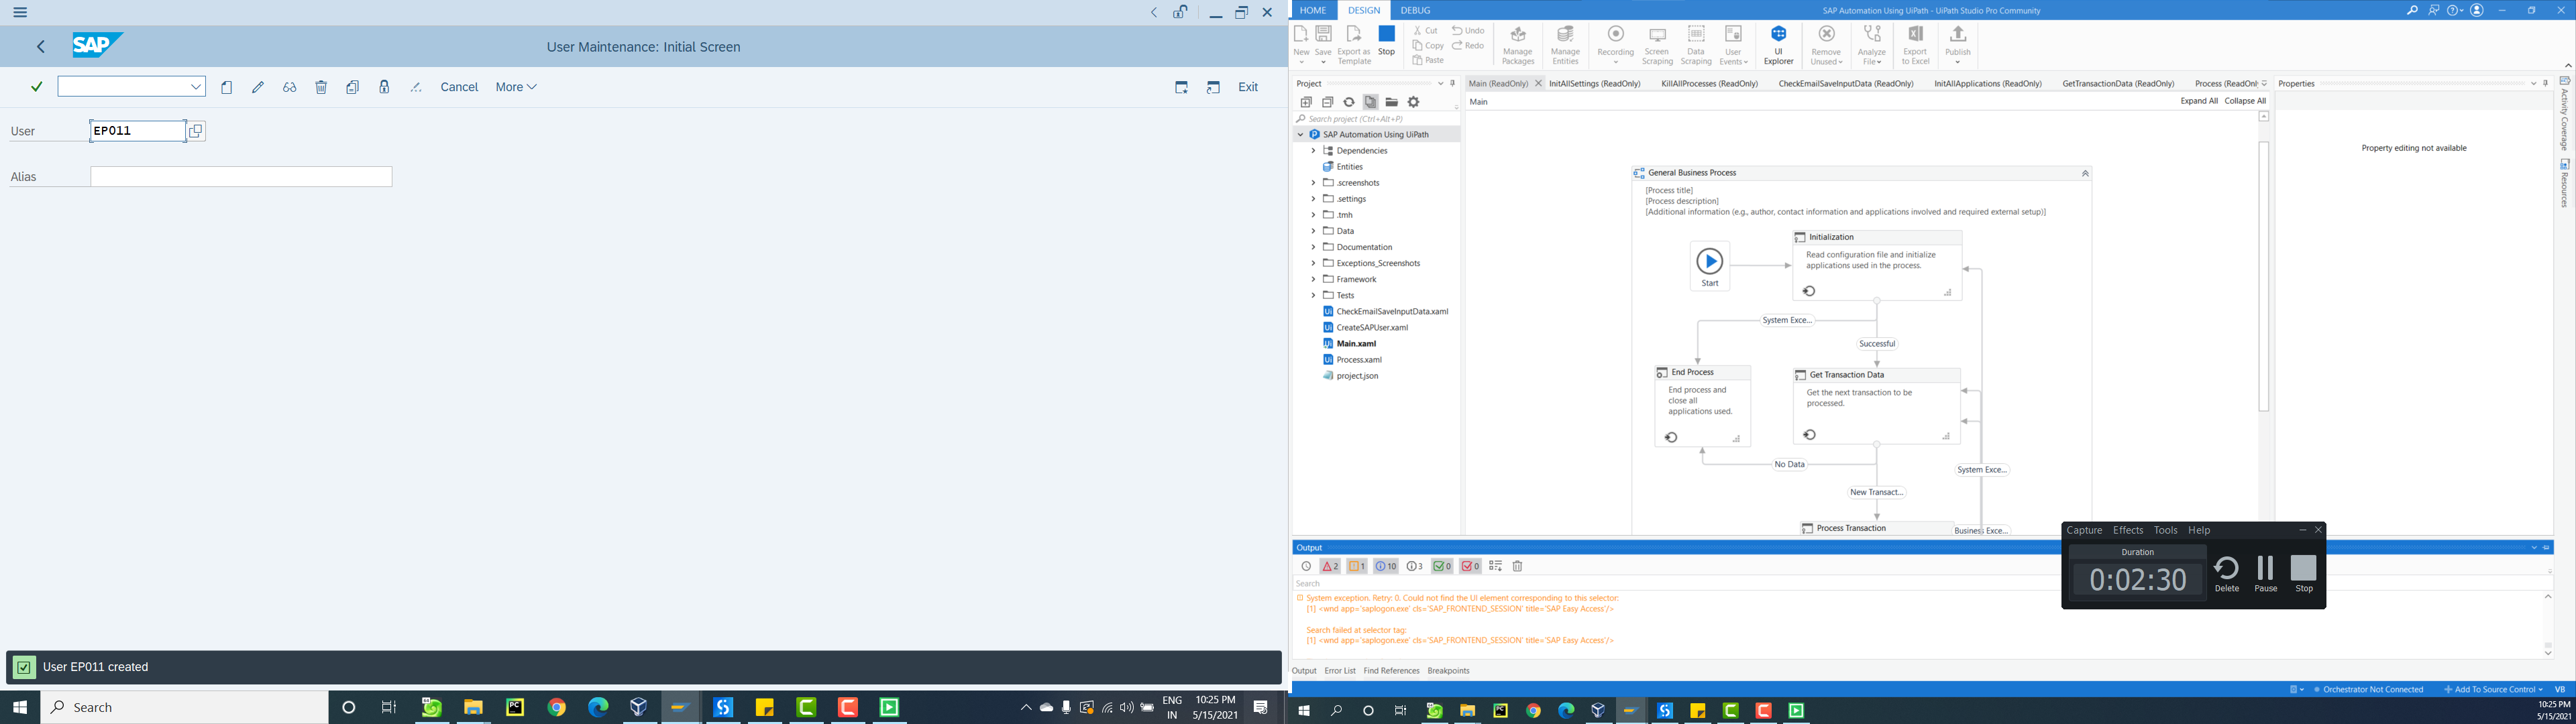 SAP
User Maintenance: Initial Screen
Cancel
More
Exit
User
EP011
Alias
User EP011 created
Search
ENG
IN
10:25 PM
5/15/2021
HOME
DESIGN
DEBUG
SAP Automation Using UiPath - UiPath Studio Pro Community
New
Save
Export as
Template
Stop
Cut
Copy
Paste
Undo
Redo
Manage
Packages
Manage
Entities
Recording
Screen
Scraping
Data
Scraping
User
Events
UI
Explorer
Remove
Unused
Analyze
File
Export
to Excel
Publish
Project
Main (ReadOnly)
InitAllSettings (ReadOnly)
KillAllProcesses (ReadOnly)
CheckEmailSaveInputData (ReadOnly)
InitAllApplications (ReadOnly)
GetTransactionData (ReadOnly)
Process (ReadOnl
Properties
Main
Expand All
Collapse All
Search project (Ctrl+Alt+P)
SAP Automation Using UiPath
Dependencies
Entities
.screenshots
.settings
.tmh
Data
Documentation
Exceptions_Screenshots
Framework
Tests
CheckEmailSaveInputData.xaml
CreateSAPUser.xaml
Main.xaml
Process.xaml
project.json
Property editing not available
Activity Coverage
Resources
General Business Process
[Process title]
[Process description]
[Additional information (e.g., author, contact information and applications involved and required external setup)]
Start
Initialization
Read configuration file and initialize
applications used in the process.
System Exce...
Successful
End Process
End process and
close all
applications used.
Get Transaction Data
Get the next transaction to be
processed.
No Data
System Exce...
New Transact...
Process Transaction
Business Exce...
Capture
Effects
Tools
Help
Duration
0:02:30
Delete
Pause
Stop
Output
2
1
10
3
0
0
Search
System exception. Retry: 0. Could not find the UI element corresponding to this selector:
[1] <wnd app='saplogon.exe' cls='SAP_FRONTEND_SESSION' title='SAP Easy Access'/>
Search failed at selector tag:
[1] <wnd app='saplogon.exe' cls='SAP_FRONTEND_SESSION' title='SAP Easy Access'/>
Output
Error List
Find References
Breakpoints
Orchestrator Not Connected
Add To Source Control
VB
10:25 PM
5/15/2021